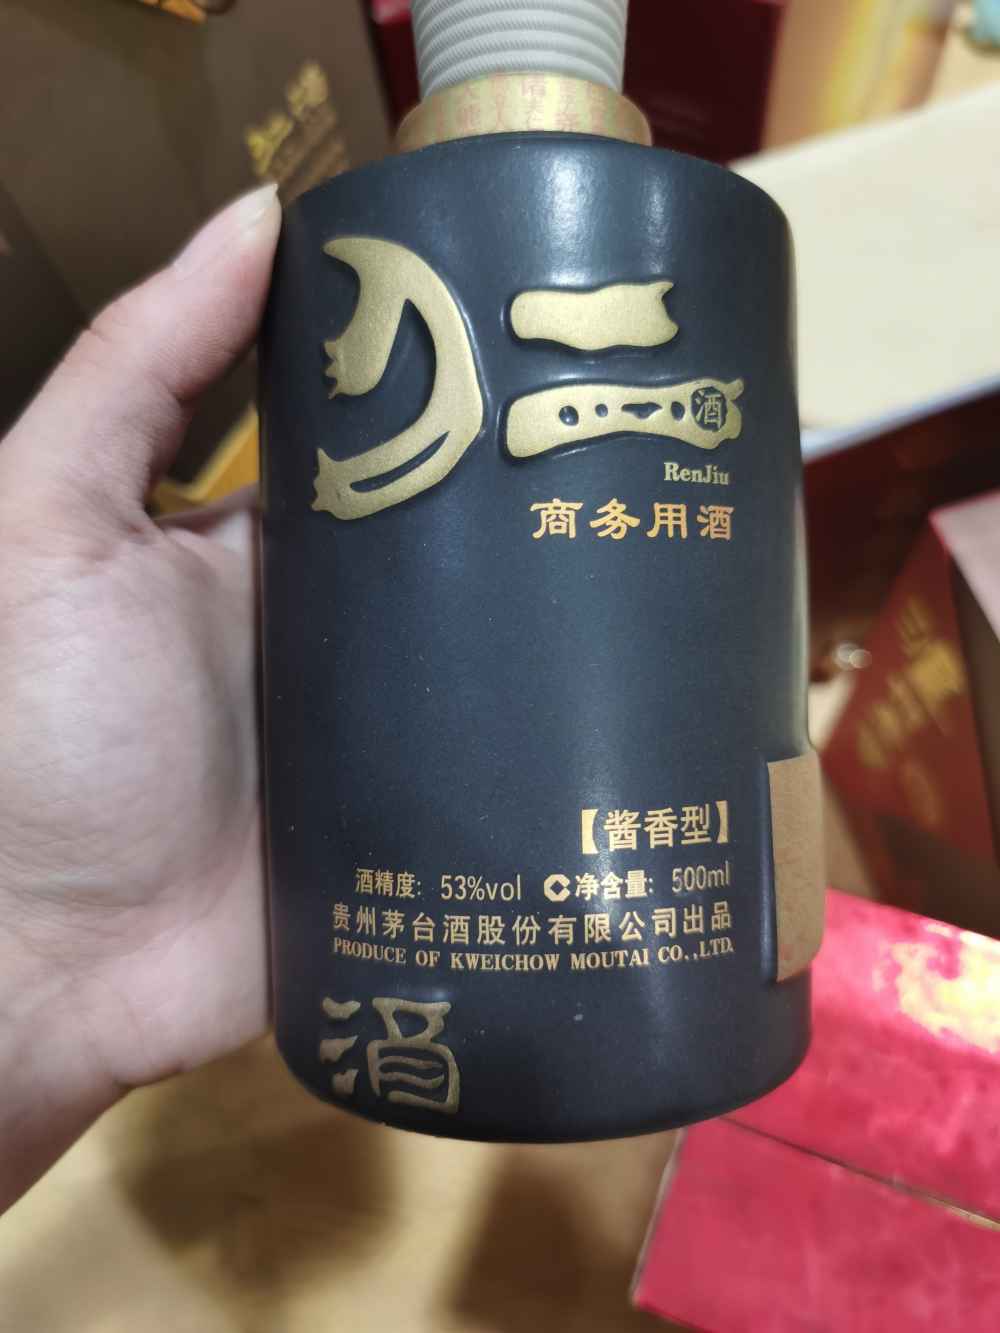 仁
酒
RenJiu
商务用酒
【酱香型】
酒精度: 53%vol 净含量: 500ml
贵州茅台酒股份有限公司出品
PRODUCE OF KWEICHOW MOUTAI CO.,LTD.
酒